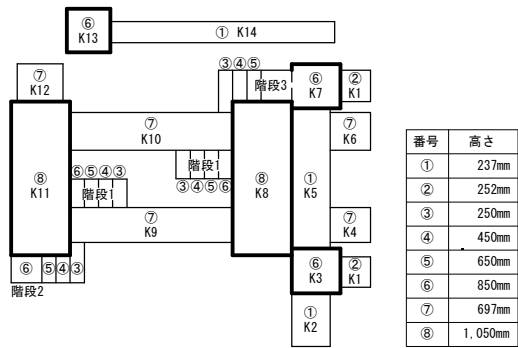 ⑥
K13
① K14
③④⑤
階段3
⑥
K7
②
K1
⑦
K12
⑦
K10
⑦
K6
⑧
K11
⑥⑤④③
階段1
階段1
③④⑤⑥
⑧
K8
①
K5
⑦
K9
⑦
K4
⑥
⑤④③
階段2
⑥
K3
②
K1
①
K2
番号 高さ
① 237mm
② 252mm
③ 250mm
④ 450mm
⑤ 650mm
⑥ 850mm
⑦ 697mm
⑧ 1,050mm